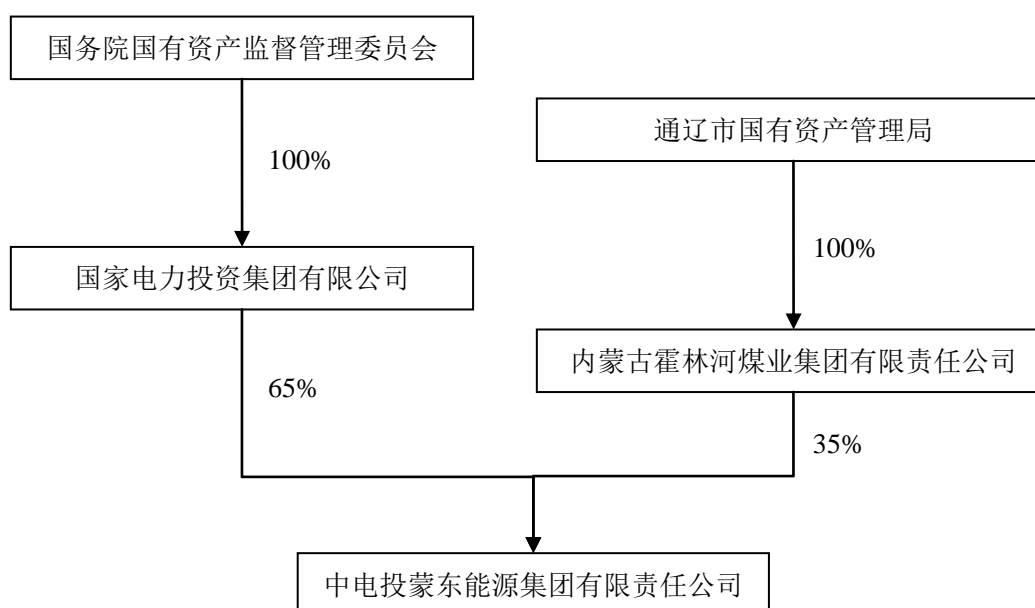 国务院国有资产监督管理委员会
通辽市国有资产管理局
100%
100%
国家电力投资集团有限公司
内蒙古霍林河煤业集团有限责任公司
65%
35%
中电投蒙东能源集团有限责任公司